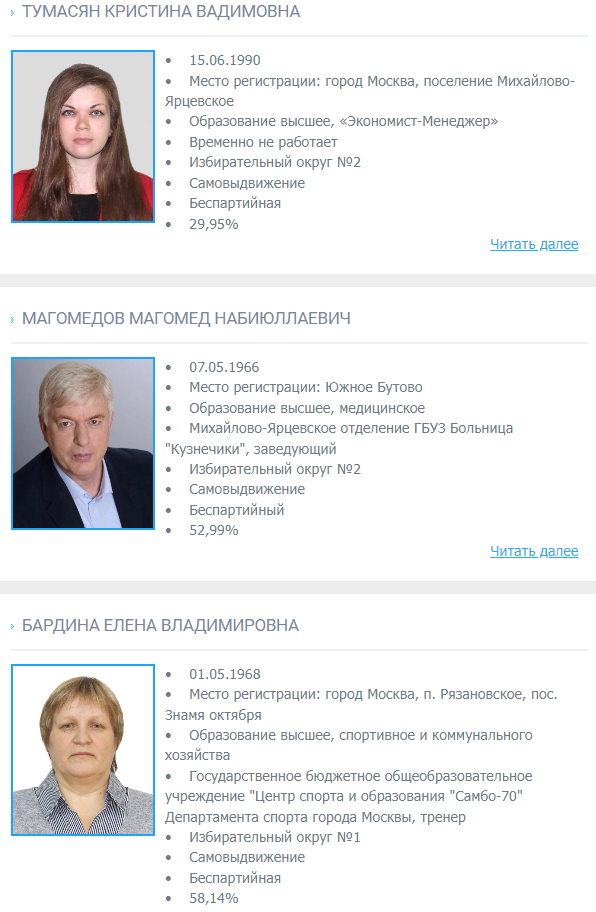 ТУМАСЯН КРИСТИНА ВАДИМОВНА
• 15.06.1990
• Место регистрации: город Москва, поселение Михайлово-
Ярцевское
• Образование высшее, «Экономист-Менеджер»
• Временно не работает
• Избирательный округ №2
• Самовыдвижение
• Беспартийная
• 29,95%
Читать далее
МАГОМЕДОВ МАГОМЕД НАБИЮЛЛАЕВИЧ
• 07.05.1966
• Место регистрации: Южное Бутово
• Образование высшее, медицинское
• Михайлово-Ярцевское отделение ГБУЗ Больница
"Кузнечики", заведующий
• Избирательный округ №2
• Самовыдвижение
• Беспартийный
• 52,99%
Читать далее
БАРДИНА ЕЛЕНА ВЛАДИМИРОВНА
• 01.05.1968
• Место регистрации: город Москва, п. Рязановское, пос.
Знамя октября
• Образование высшее, спортивное и коммунального
хозяйства
• Государственное бюджетное общеобразовательное
учреждение "Центр спорта и образования "Самбо-70"
Департамента спорта города Москвы, тренер
• Избирательный округ №1
• Самовыдвижение
• Беспартийная
• 58,14%